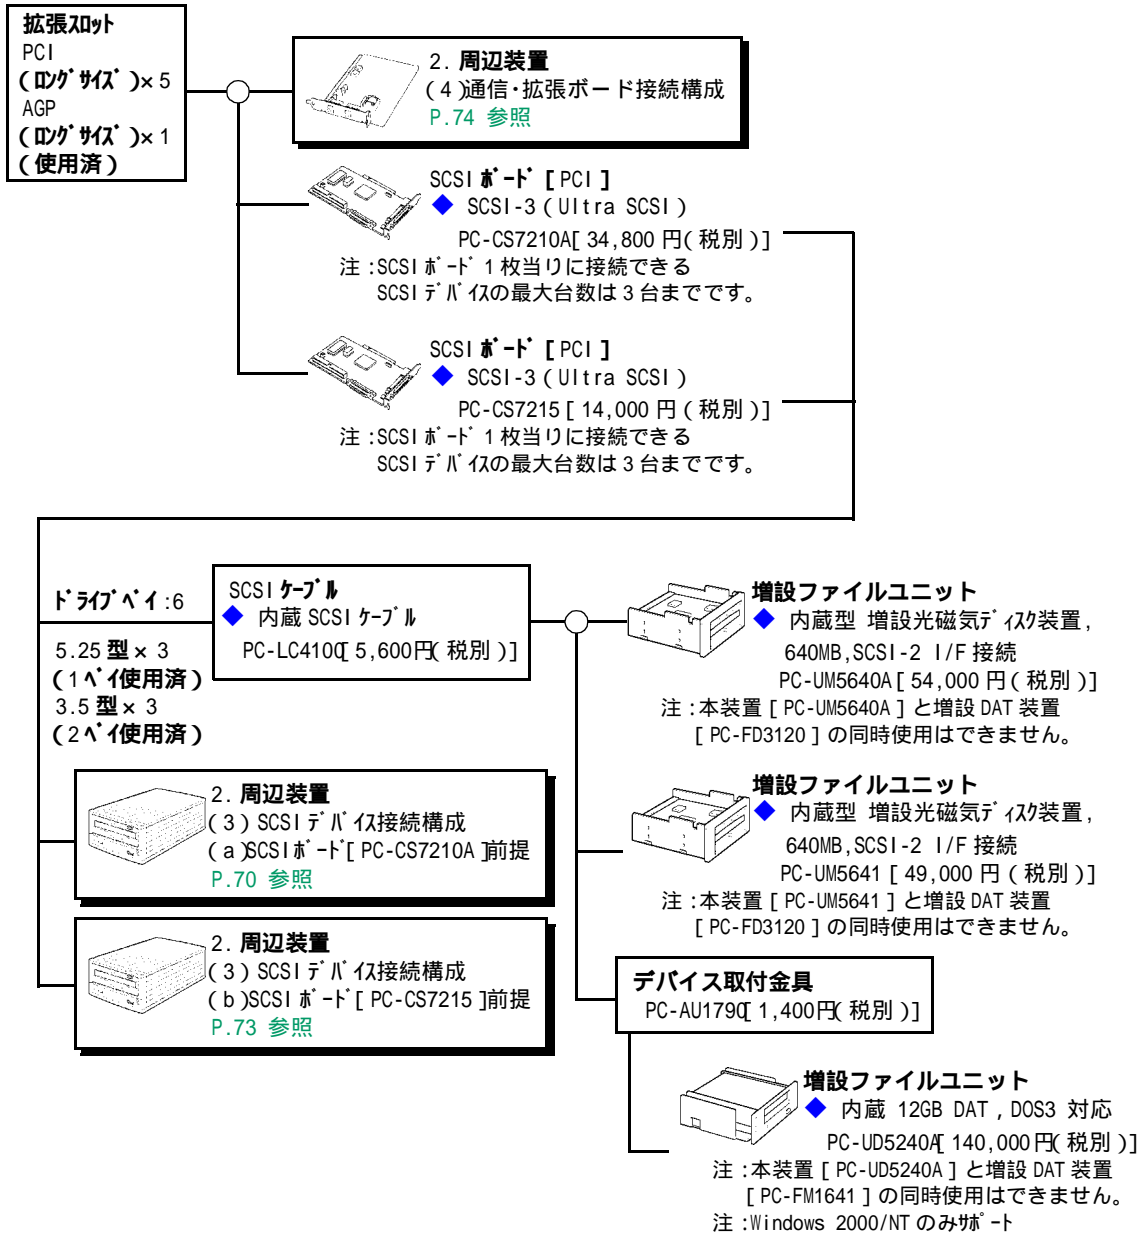 拡張スロット
PCI
(ロングサイズ)×5
AGP
(ロングサイズ)×1
(使用済)
2. 周辺装置
(4)通信・拡張ボード接続構成
P.74 参照
SCSI ボード [PCI]
◆ SCSI-3(Ultra SCSI)
PC-CS7210A[34,800円(税別)]
注:SCSIボード1枚当りに接続できる
SCSIデバイスの最大台数は3台までです。
SCSI ボード [PCI]
◆ SCSI-3(Ultra SCSI)
PC-CS7215[14,000円(税別)]
注:SCSIボード1枚当りに接続できる
SCSIデバイスの最大台数は3台までです。
ドライブベイ:6
5.25型×3
(1ベイ使用済)
3.5型×3
(2ベイ使用済)
SCSIケーブル
◆ 内蔵SCSIケーブル
PC-LC4100[5,600円(税別)]
増設ファイルユニット
◆ 内蔵型 増設光磁気ディスク装置,
640MB,SCSI-2 I/F接続
PC-UM5640A[54,000円(税別)]
注:本装置[PC-UM5640A]と増設DAT装置
[PC-FD3120]の同時使用はできません。
増設ファイルユニット
◆ 内蔵型 増設光磁気ディスク装置,
640MB,SCSI-2 I/F接続
PC-UM5641[49,000円(税別)]
注:本装置[PC-UM5641]と増設DAT装置
[PC-FD3120]の同時使用はできません。
2. 周辺装置
(3)SCSIデバイス接続構成
(a)SCSIボード[PC-CS7210A]前提
P.70 参照
2. 周辺装置
(3)SCSIデバイス接続構成
(b)SCSIボード[PC-CS7215]前提
P.73 参照
デバイス取付金具
PC-AU1790[1,400円(税別)]
増設ファイルユニット
◆ 内蔵 12GB DAT,DOS3 対応
PC-UD5240A[140,000円(税別)]
注:本装置[PC-UD5240A]と増設DAT装置
[PC-FM1641]の同時使用はできません。
注:Windows 2000/NTのみサポート